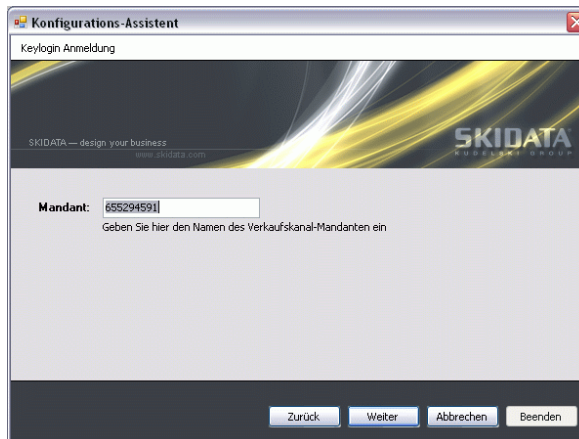 Konfigurations-Assistent
Keylogin Anmeldung
SKIDATA — design your business
www.skidata.com
SKIDATA
KUDELSKI GROUP
Mandant: 655294591
Geben Sie hier den Namen des Verkaufskanal-Mandanten ein
Zurück Weiter Abbrechen Beenden